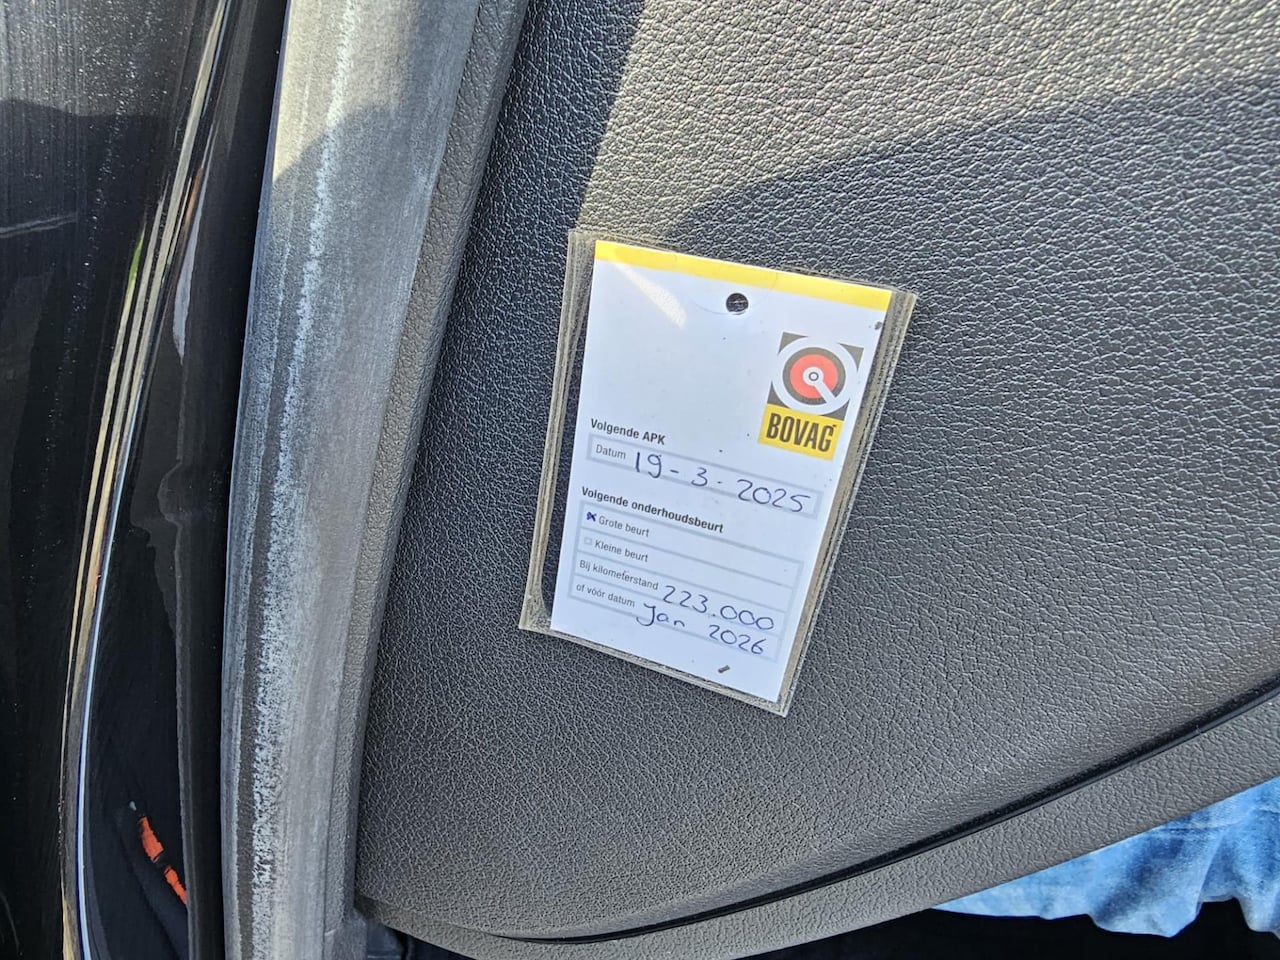 BOVAG
Volgende APK
Datum 19-3-2025
Volgende onderhoudsbeurt
Grote beurt
Kleine beurt
Bij kilometerstand 223.000
of vóór datum Jan 2026